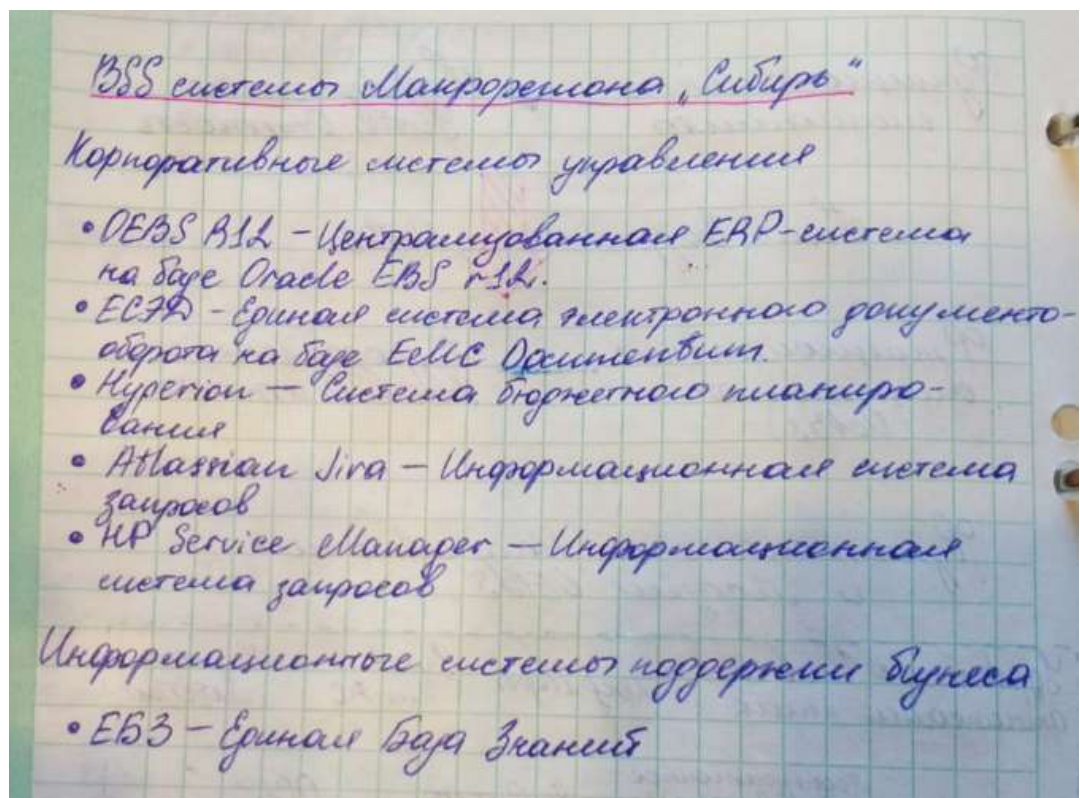 BSS системы Макрорегиона „Сибирь“
Корпоративные системы управления
• OEBS R12 – Централизованная ERP-система
на базе Oracle EBS r12.
• ЕСЭД – Единая система электронного документо-
оборота на базе EMC Documentum.
• Hyperion — Система бюджетного планиро-
вания
• Atlassian Jira – Информационная система
запросов
• HP Service Manager – Информационная
система запросов
Информационные системы поддержки бизнеса
• ЕБЗ – Единая База Знаний